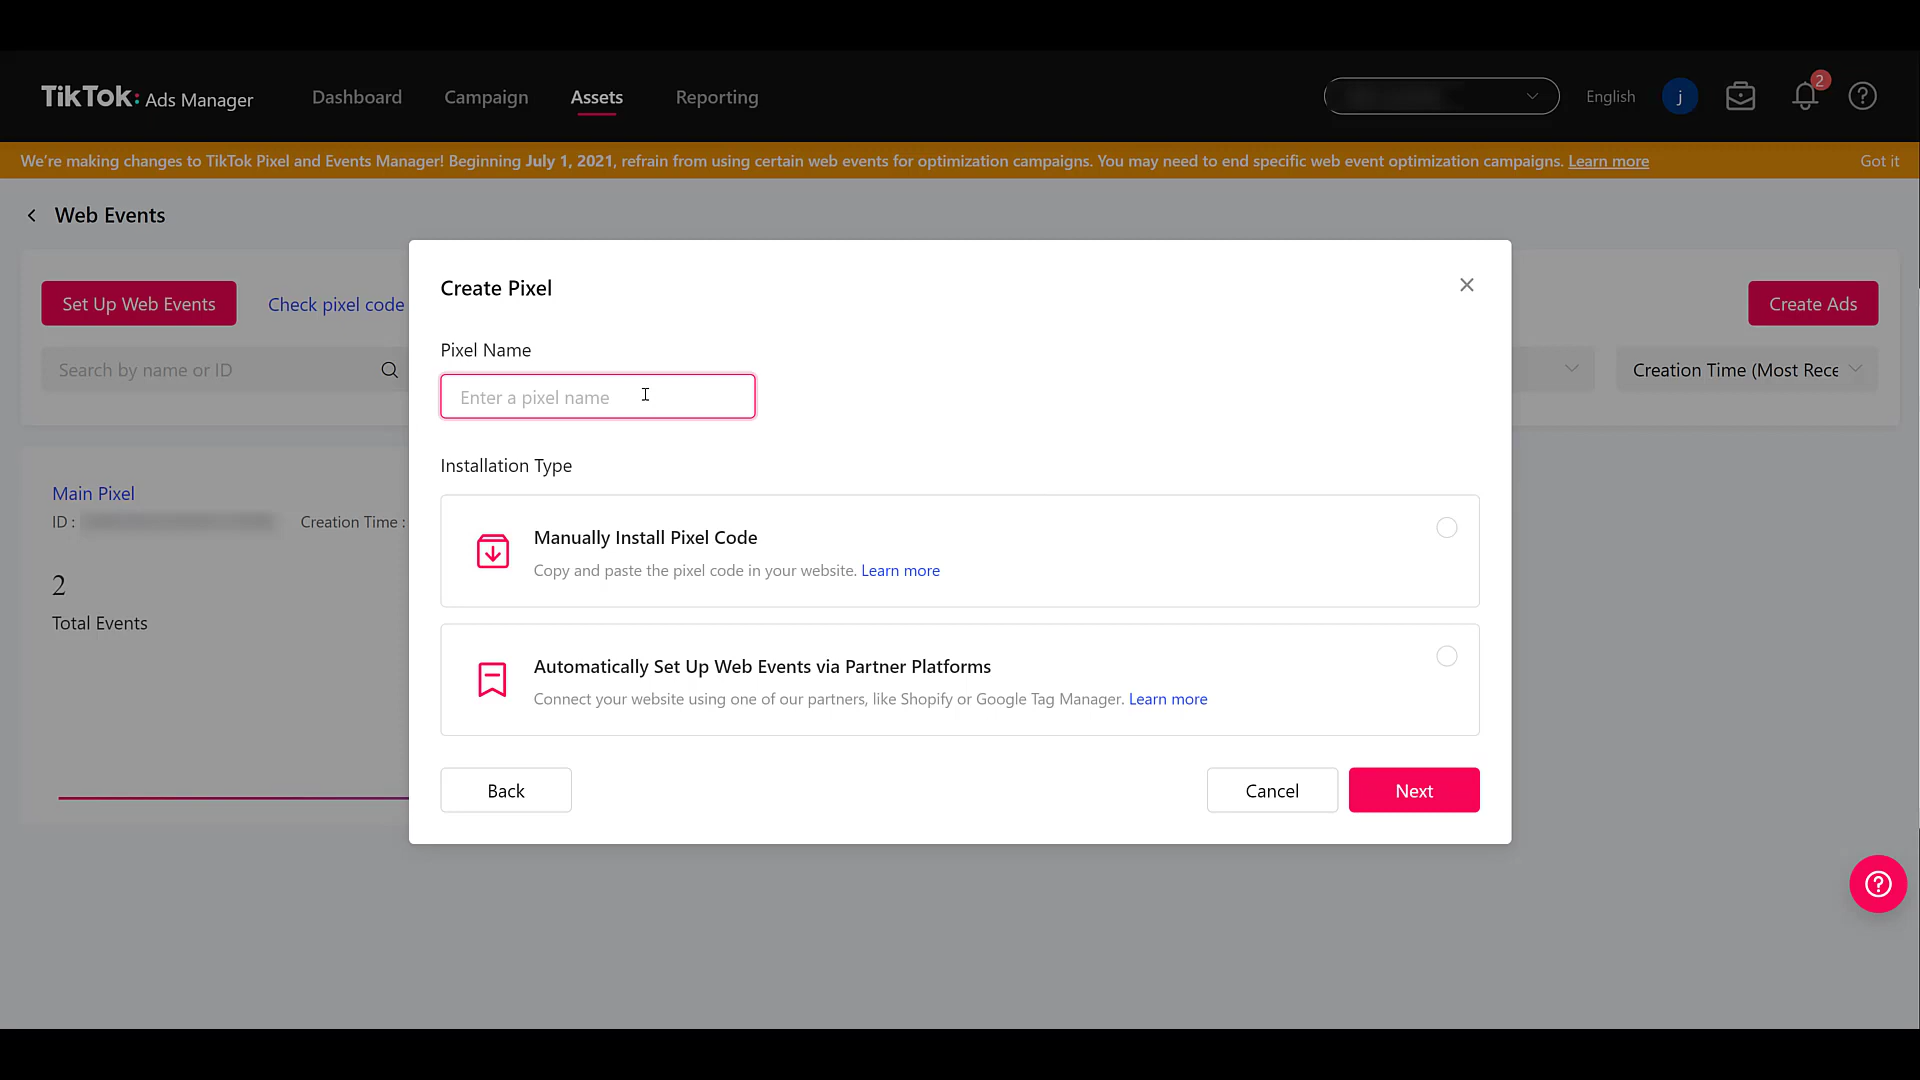 TikTok: Ads Manager
Dashboard
Campaign
Assets
Reporting
English
j
2
We're making changes to TikTok Pixel and Events Manager! Beginning July 1, 2021, refrain from using certain web events for optimization campaigns. You may need to end specific web event optimization campaigns. Learn more
Got it
Web Events
Set Up Web Events
Check pixel code
Create Ads
Search by name or ID
Creation Time (Most Rece
Main Pixel
ID :
Creation Time :
2
Total Events
Create Pixel
Pixel Name
Enter a pixel name
Installation Type
Manually Install Pixel Code
Copy and paste the pixel code in your website. Learn more
Automatically Set Up Web Events via Partner Platforms
Connect your website using one of our partners, like Shopify or Google Tag Manager. Learn more
Back
Cancel
Next